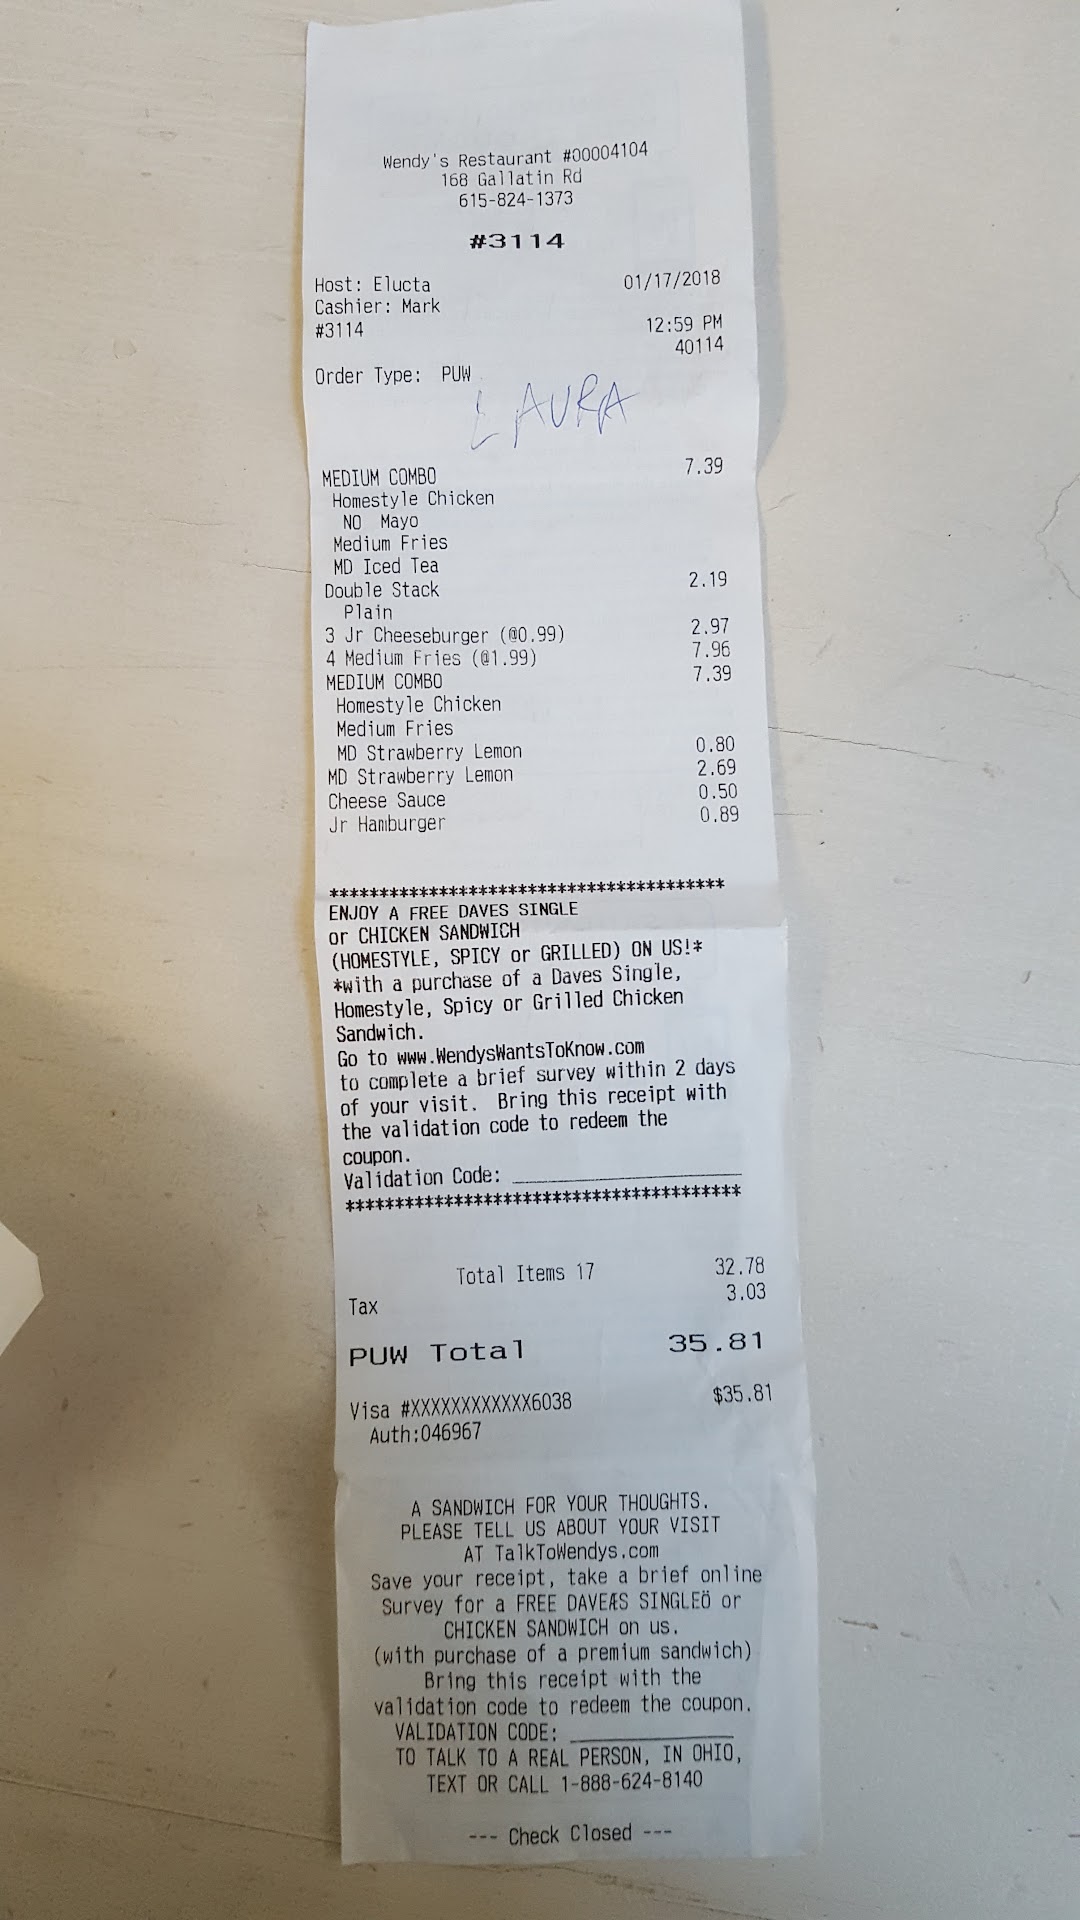 Wendy's Restaurant #00004104
168 Gallatin Rd
615-824-1373
#3114
Host: Elucta 01/17/2018
Cashier: Mark
#3114 12:59 PM
40114
Order Type: PUW
LAURA
MEDIUM COMBO 7.39
Homestyle Chicken
NO Mayo
Medium Fries
MD Iced Tea
Double Stack 2.19
Plain
3 Jr Cheeseburger (@0.99) 2.97
4 Medium Fries (@1.99) 7.96
MEDIUM COMBO 7.39
Homestyle Chicken
Medium Fries
MD Strawberry Lemon 0.80
MD Strawberry Lemon 2.69
Cheese Sauce 0.50
Jr Hamburger 0.89
****************************************
ENJOY A FREE DAVES SINGLE
or CHICKEN SANDWICH
(HOMESTYLE, SPICY or GRILLED) ON US!*
*with a purchase of a Daves Single,
Homestyle, Spicy or Grilled Chicken
Sandwich.
Go to www.WendysWantsToKnow.com
to complete a brief survey within 2 days
of your visit. Bring this receipt with
the validation code to redeem the
coupon.
Validation Code: ____________________
****************************************
Total Items 17 32.78
Tax 3.03
PUW Total 35.81
Visa #XXXXXXXXXXXX6038 $35.81
Auth:046967
A SANDWICH FOR YOUR THOUGHTS.
PLEASE TELL US ABOUT YOUR VISIT
AT TalkToWendys.com
Save your receipt, take a brief online
Survey for a FREE DAVEÆS SINGLEÖ or
CHICKEN SANDWICH on us.
(with purchase of a premium sandwich)
Bring this receipt with the
validation code to redeem the coupon.
VALIDATION CODE: ________________
TO TALK TO A REAL PERSON, IN OHIO,
TEXT OR CALL 1-888-624-8140
--- Check Closed ---